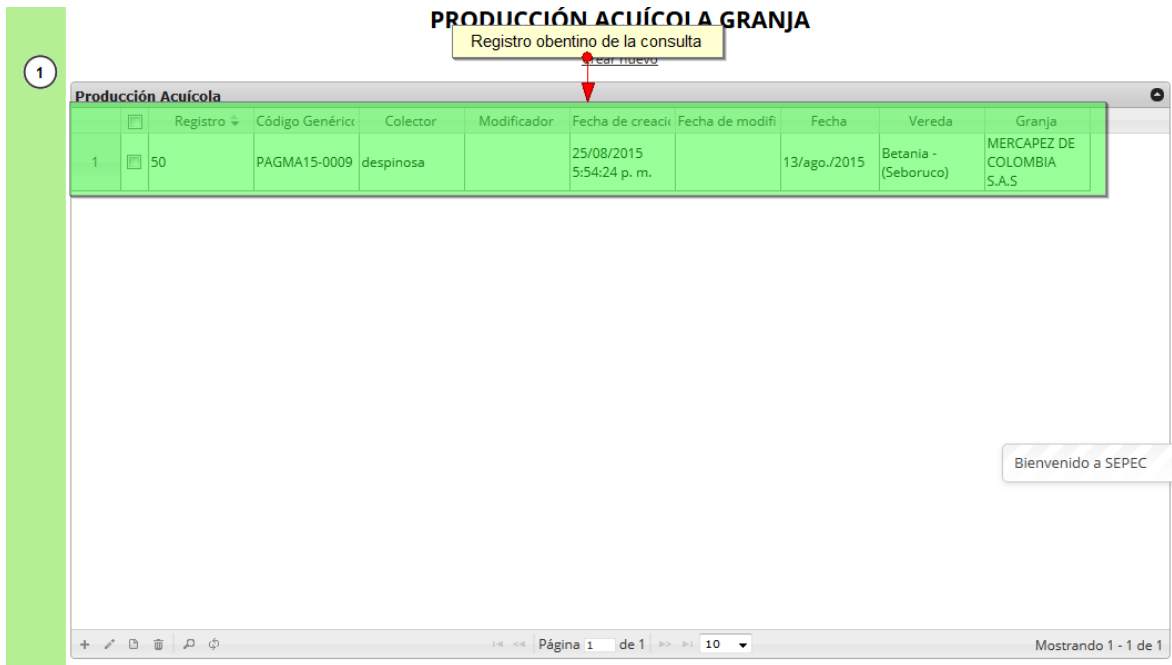 PRODUCCIÓN ACUÍCOLA GRANJA
Registro obentino de la consulta
Crear nuevo
1
Producción Acuícola
Registro Código Genérico Colector Modificador Fecha de creació Fecha de modifi Fecha Vereda Granja
1 50 PAGMA15-0009 despinosa 25/08/2015 5:54:24 p. m. 13/ago./2015 Betania - (Seboruco) MERCAPEZ DE COLOMBIA S.A.S
Bienvenido a SEPEC
Página 1 de 1 10 Mostrando 1 - 1 de 1